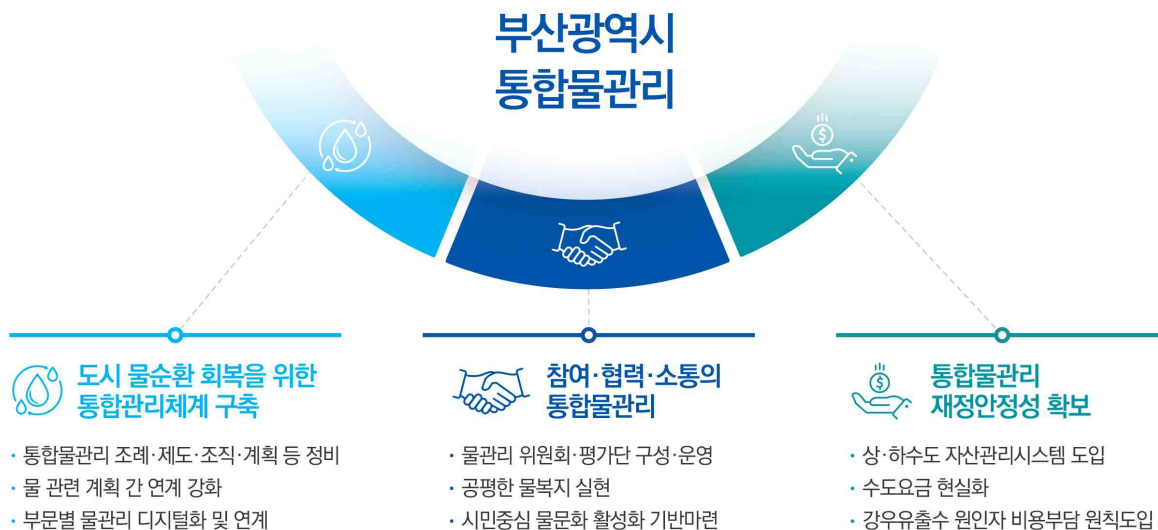 부산광역시
통합물관리
도시 물순환 회복을 위한
통합관리체계 구축
· 통합물관리 조례·제도·조직·계획 등 정비
· 물 관련 계획 간 연계 강화
· 부문별 물관리 디지털화 및 연계
참여·협력·소통의
통합물관리
· 물관리 위원회·평가단 구성·운영
· 공평한 물복지 실현
· 시민중심 물문화 활성화 기반마련
통합물관리
재정안정성 확보
· 상·하수도 자산관리시스템 도입
· 수도요금 현실화
· 강우유출수 원인자 비용부담 원칙도입